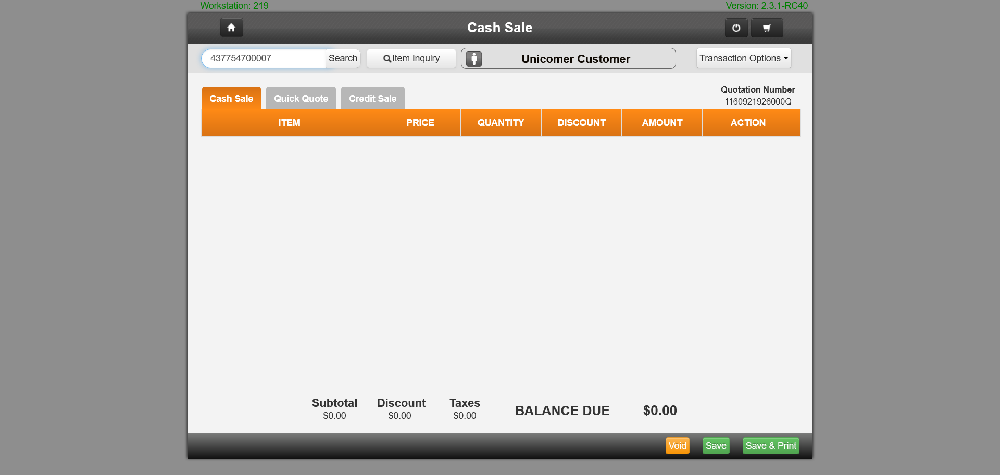 Workstation: 219
Version: 2.3.1-RC40
Cash Sale
437754700007
Search
Item Inquiry
Unicomer Customer
Transaction Options
Cash Sale
Quick Quote
Credit Sale
Quotation Number
1160921926000Q
ITEM
PRICE
QUANTITY
DISCOUNT
AMOUNT
ACTION
Subtotal
$0.00
Discount
$0.00
Taxes
$0.00
BALANCE DUE
$0.00
Void
Save
Save & Print